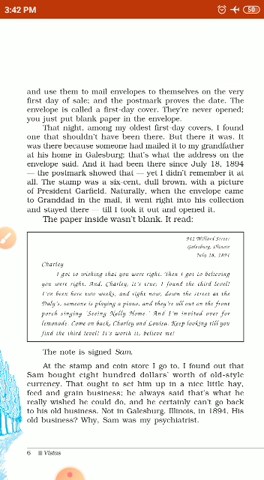 3:42 PM
50
and use them to mail envelopes to themselves on the very
first day of sale; and the postmark proves the date. The
envelope is called a first-day cover. They're never opened;
you just put blank paper in the envelope.
That night, among my oldest first-day covers, I found
one that shouldn't have been there. But there it was. It
was there because someone had mailed it to my grandfather
at his home in Galesburg; that's what the address on the
envelope said. And it had been there since July 18, 1894
— the postmark showed that — yet I didn't remember it at
all. The stamp was a six-cent, dull brown, with a picture
of President Garfield. Naturally, when the envelope came
to Granddad in the mail, it went right into his collection
and stayed there — till I took it out and opened it.
The paper inside wasn't blank. It read:
941 Willard Street
Galesburg, Illinois
July 18, 1894
Charley
I got to wishing that you were right. Then I got to believing
you were right. And, Charley, it's true; I found the third level!
I've been here two weeks, and right now, down the street at the
Daly's, someone is playing a piano, and they're all out on the front
porch singing 'Seeing Nelly Home.' And I'm invited over for
lemonade. Come on back, Charley and Louisa. Keep looking till you
find the third level! It's worth it, believe me!
The note is signed Sam.
At the stamp and coin store I go to, I found out that
Sam bought eight hundred dollars' worth of old-style
currency. That ought to set him up in a nice little hay,
feed and grain business; he always said that's what he
really wished he could do, and he certainly can't go back
to his old business. Not in Galesburg, Illinois, in 1894. His
old business? Why, Sam was my psychiatrist.
6 Vistas